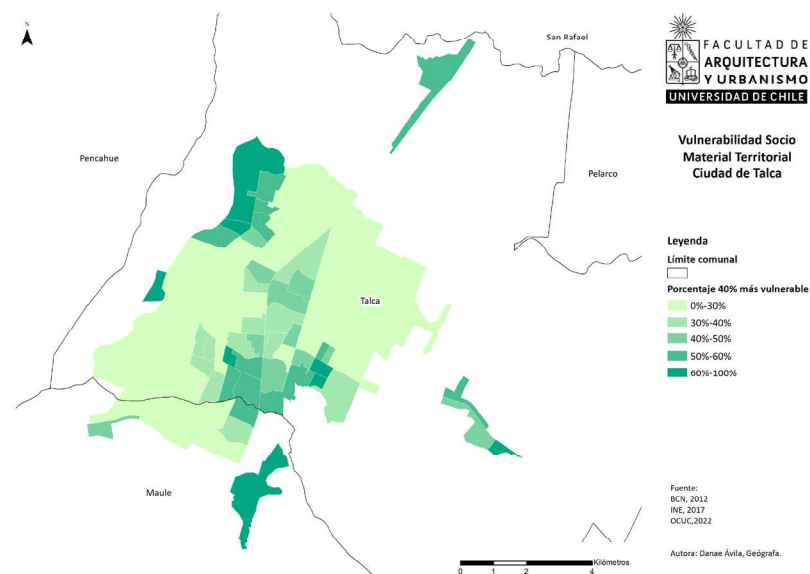 N
San Rafael
Pencahue
Pelarco
Talca
Maule
FACULTAD DE
ARQUITECTURA
Y URBANISMO
UNIVERSIDAD DE CHILE
Vulnerabilidad Socio
Material Territorial
Ciudad de Talca
Leyenda
Límite comunal
Porcentaje 40% más vulnerable
0%-30%
30%-40%
40%-50%
50%-60%
60%-100%
Fuente:
BCN, 2012
INE, 2017
OCUC,2022
Autora: Danae Ávila, Geógrafa.
Kilómetros
0 1 2 4